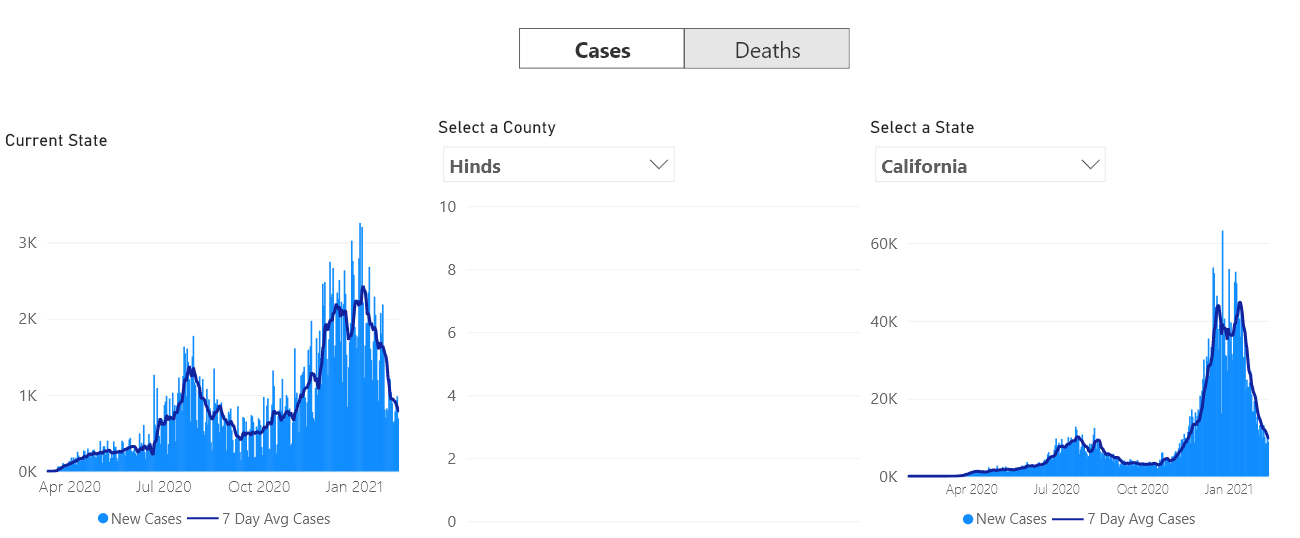 Cases Deaths
Current State
3K
2K
1K
0K
Apr 2020 Jul 2020 Oct 2020 Jan 2021
New Cases 7 Day Avg Cases
Select a County
Hinds
10
8
6
4
2
0
Select a State
California
60K
40K
20K
0K
Apr 2020 Jul 2020 Oct 2020 Jan 2021
New Cases 7 Day Avg Cases